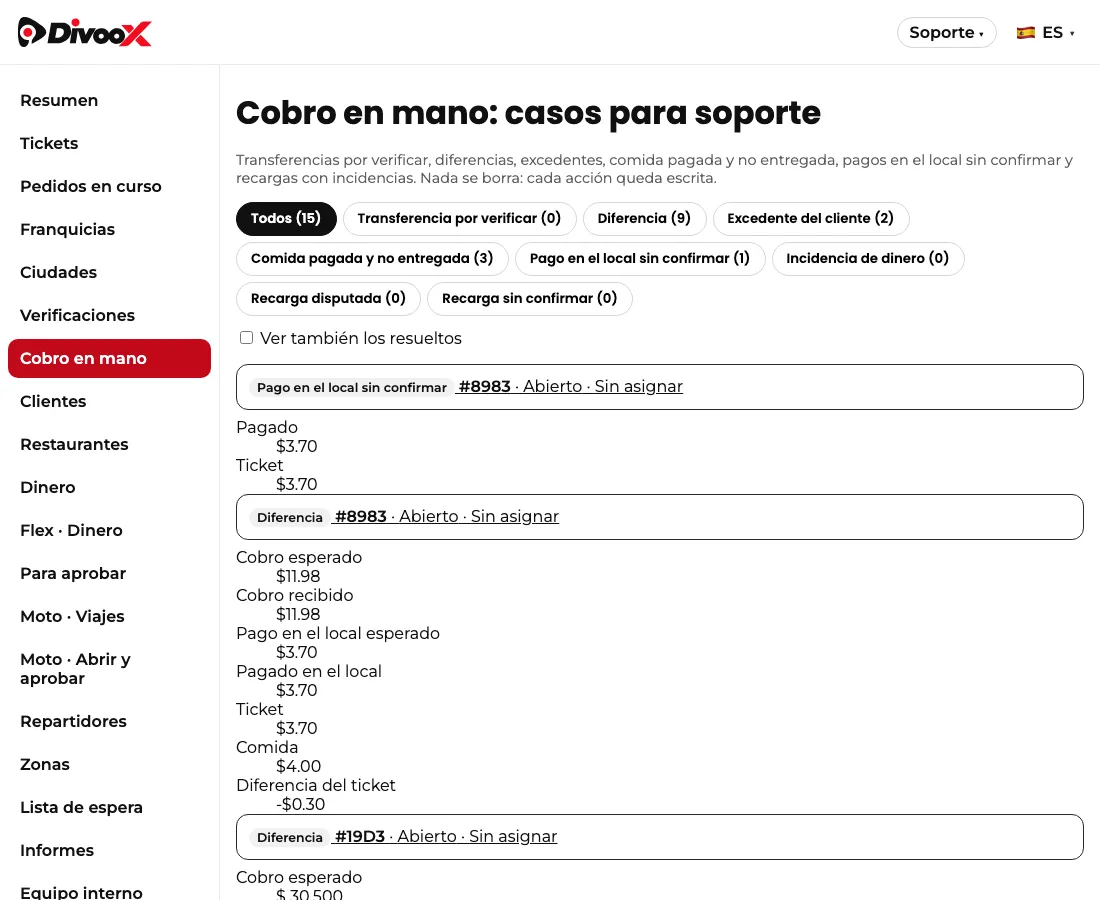 DivooX
Soporte ▾
ES ▾
Resumen
Tickets
Pedidos en curso
Franquicias
Ciudades
Verificaciones
Cobro en mano
Clientes
Restaurantes
Dinero
Flex · Dinero
Para aprobar
Moto · Viajes
Moto · Abrir y
aprobar
Repartidores
Zonas
Lista de espera
Informes
Equipo interno
Cobro en mano: casos para soporte
Transferencias por verificar, diferencias, excedentes, comida pagada y no entregada, pagos en el local sin confirmar y
recargas con incidencias. Nada se borra: cada acción queda escrita.
Todos (15)
Transferencia por verificar (0)
Diferencia (9)
Excedente del cliente (2)
Comida pagada y no entregada (3)
Pago en el local sin confirmar (1)
Incidencia de dinero (0)
Recarga disputada (0)
Recarga sin confirmar (0)
Ver también los resueltos
Pago en el local sin confirmar #8983 · Abierto · Sin asignar
Pagado
$3.70
Ticket
$3.70
Diferencia #8983 · Abierto · Sin asignar
Cobro esperado
$11.98
Cobro recibido
$11.98
Pago en el local esperado
$3.70
Pagado en el local
$3.70
Ticket
$3.70
Comida
$4.00
Diferencia del ticket
-$0.30
Diferencia #19D3 · Abierto · Sin asignar
Cobro esperado
$ 30.500